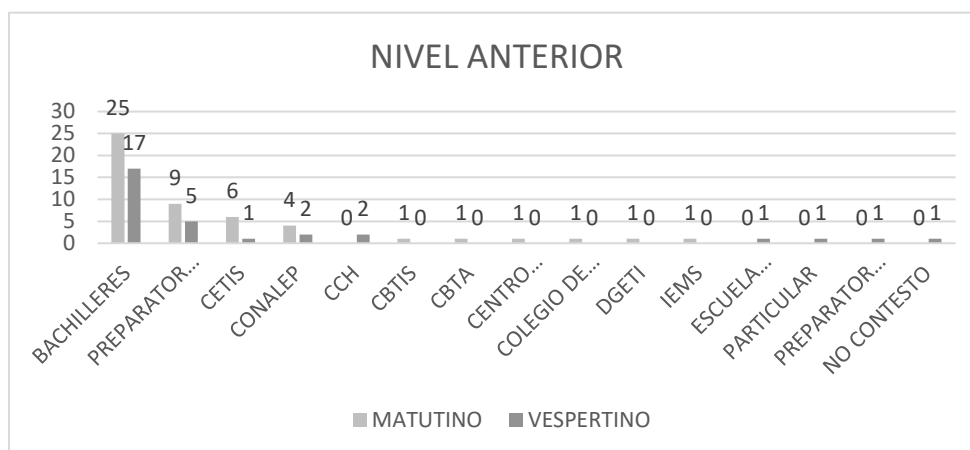 NIVEL ANTERIOR
30
25
20
15
10
5
0
25
17
9
5
6
1
4
2
0
2
1
0
1
0
1
0
1
0
1
0
1
0
0
1
0
1
0
1
0
1
BACHILLERES
PREPARATOR...
CETIS
CONALEP
CCH
CBTIS
CBTA
CENTRO...
COLEGIO DE...
DGETI
IEMS
ESCUELA...
PARTICULAR
PREPARATOR...
NO CONTESTO
MATUTINO
VESPERTINO